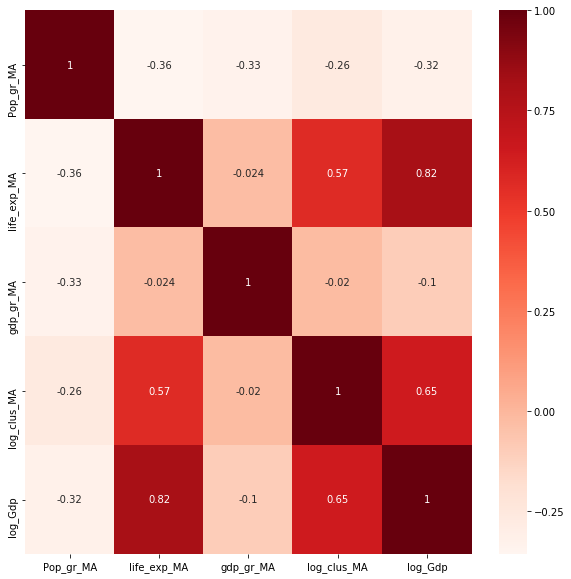 Pop_gr_MA 1 -0.36 -0.33 -0.26 -0.32
life_exp_MA -0.36 1 -0.024 0.57 0.82
gdp_gr_MA -0.33 -0.024 1 -0.02 -0.1
log_clus_MA -0.26 0.57 -0.02 1 0.65
log_Gdp -0.32 0.82 -0.1 0.65 1
Pop_gr_MA life_exp_MA gdp_gr_MA log_clus_MA log_Gdp
1.00
0.75
0.50
0.25
0.00
−0.25